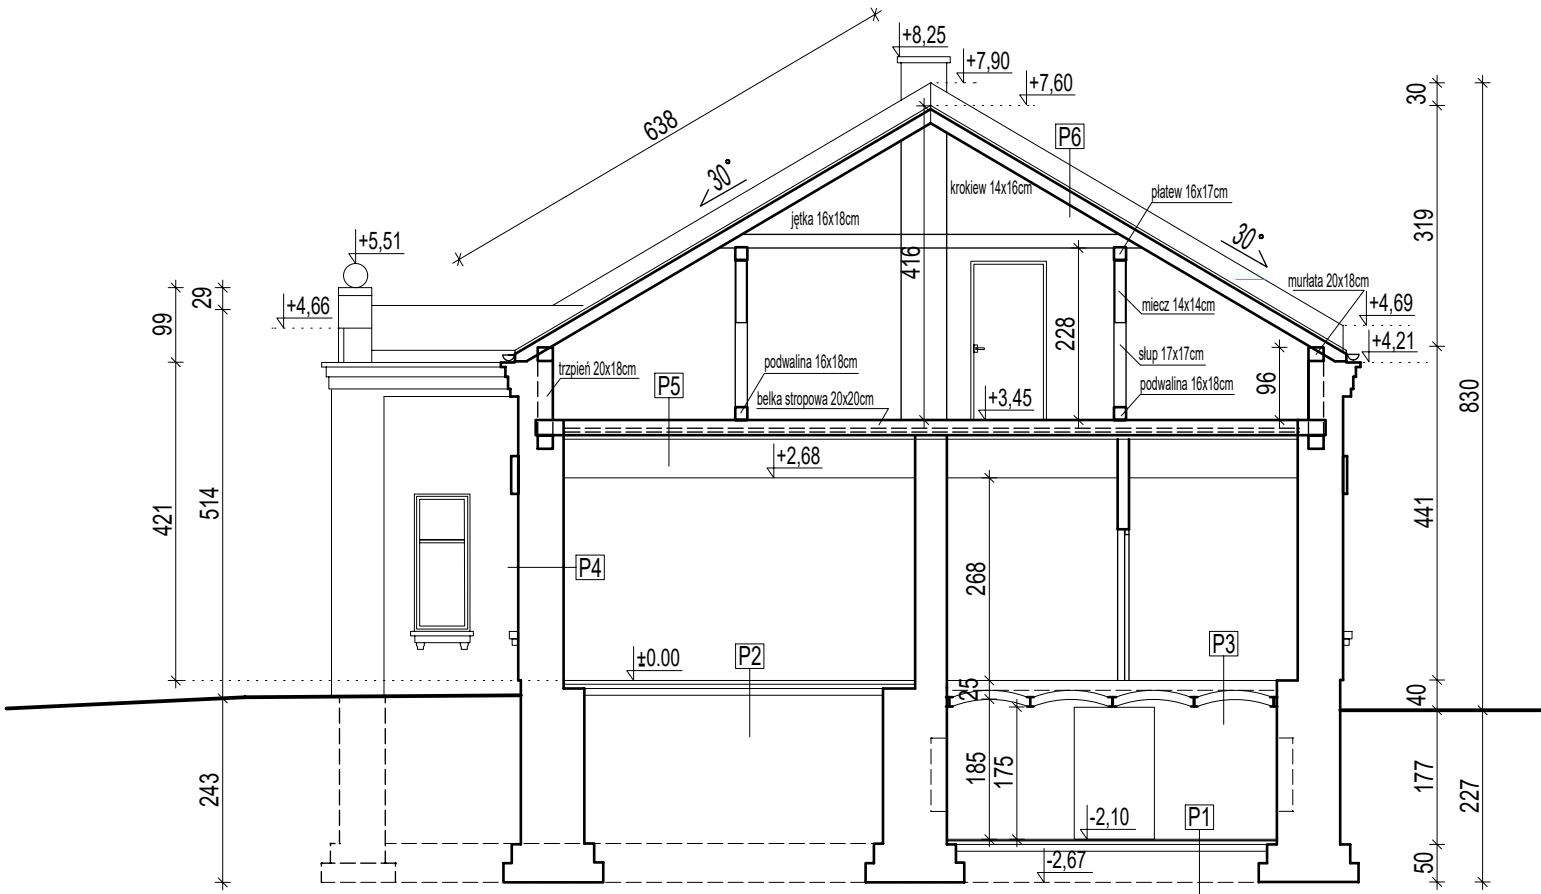 +8,25
+7,90
+7,60
638
30°
P6
krokiew 14x16cm
płatew 16x17cm
jętka 16x18cm
30°
+5,51
+4,66
416
228
murłata 20x18cm
miecz 14x14cm
+4,69
+4,21
słup 17x17cm
podwalina 16x18cm
trzpień 20x18cm
P5
podwalina 16x18cm
belka stropowa 20x20cm
+3,45
96
+2,68
P4
268
±0.00
P2
P3
25
185
175
-2,10
P1
-2,67
99
421
29
514
243
30
319
441
40
177
50
830
227